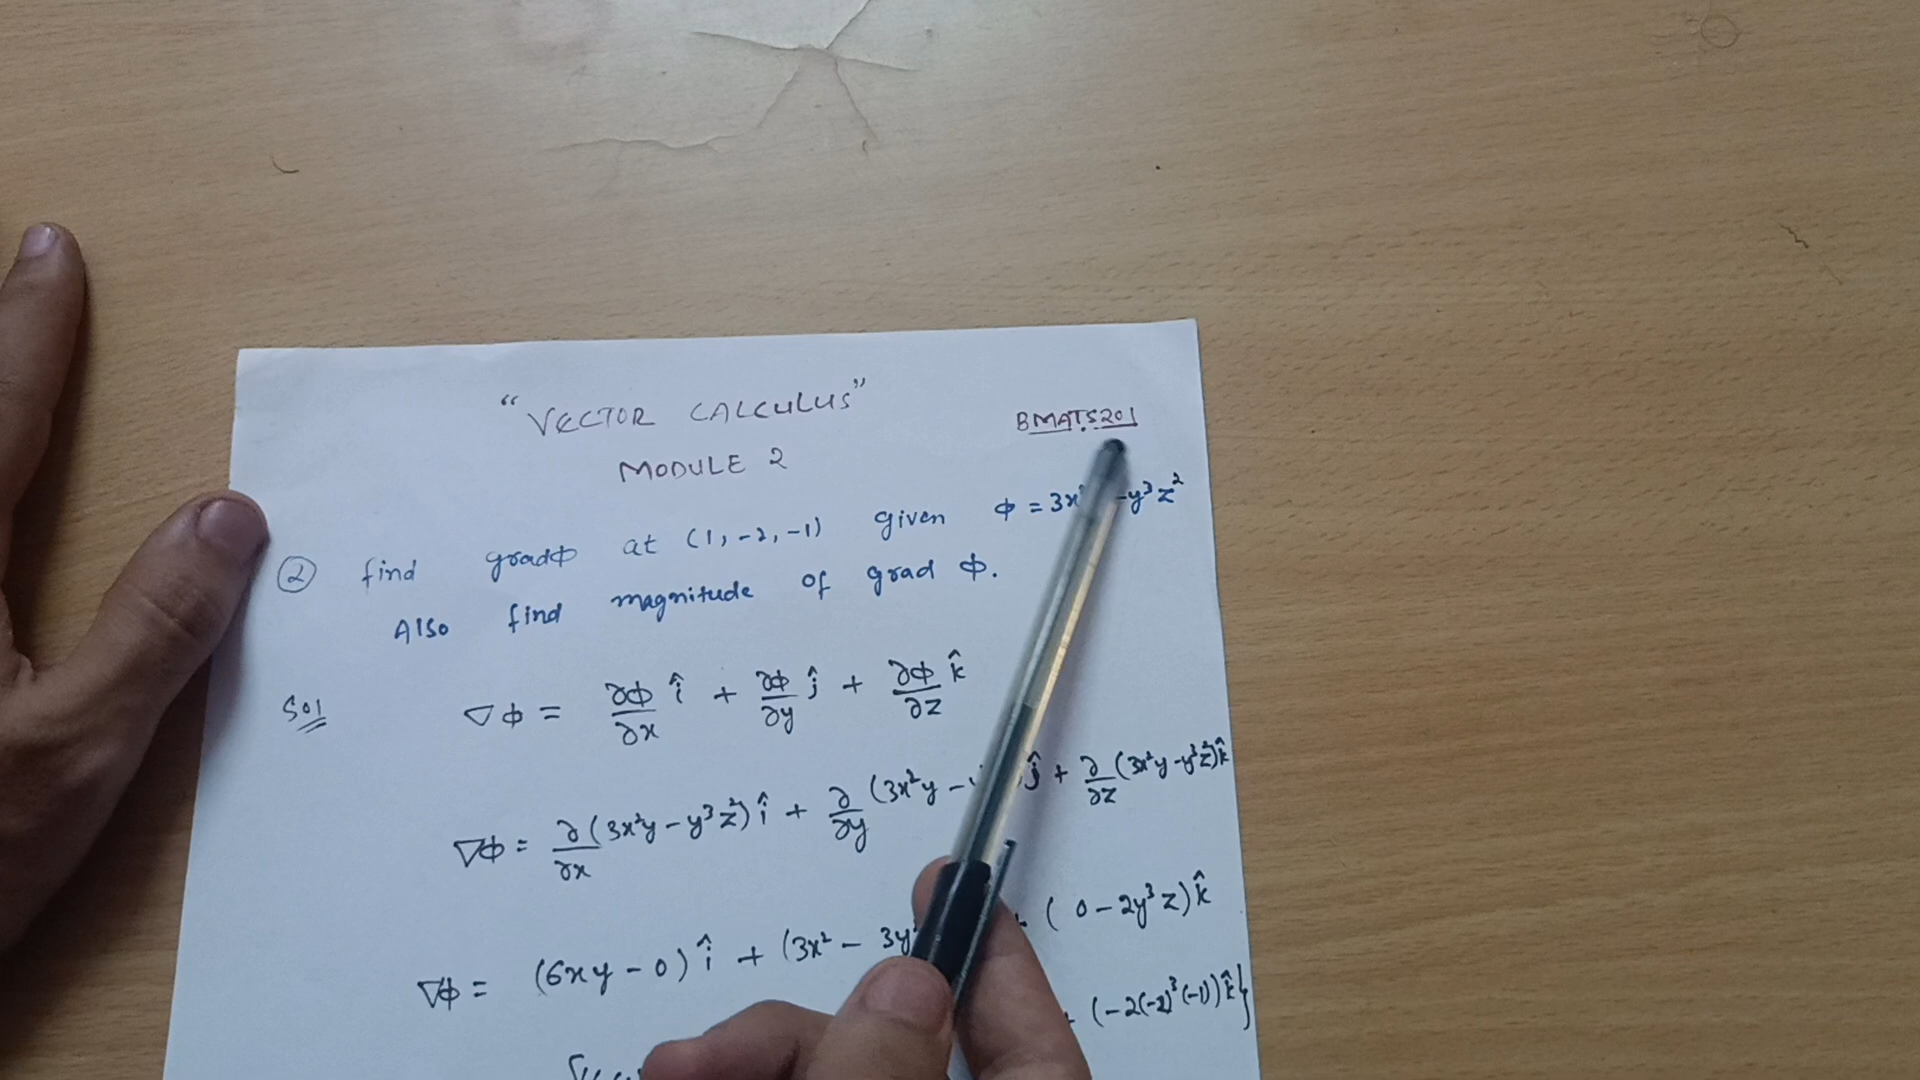 "VECTOR CALCULUS"
BMATS201
MODULE 2
② find gradϕ at (1, -2, -1) given ϕ = 3x -y³z²
Also find magnitude of grad ϕ.
Sol ∇ϕ = ∂ϕ/∂x î + ∂ϕ/∂y ĵ + ∂ϕ/∂z k̂
∇ϕ = ∂/∂x (3x²y - y³z²) î + ∂/∂y (3x²y - ĵ + ∂/∂z (3x²y - y³z²) k̂
∇ϕ = (6xy - 0) î + (3x² - 3y + (0 - 2y³z) k̂
+ (-2(-2)³(-1)) k̂}